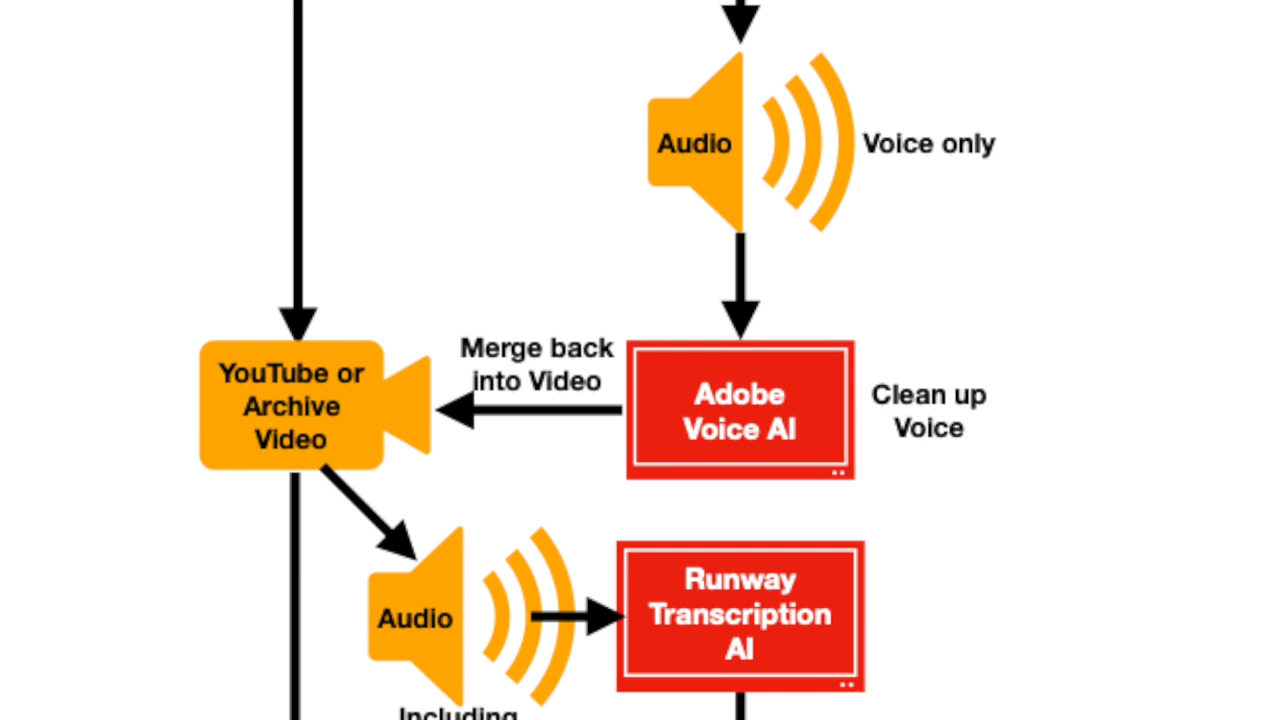 Audio
Voice only
Merge back
into Video
YouTube or
Archive
Video
Adobe
Voice AI
Clean up
Voice
Audio
Runway
Transcription
AI
Including